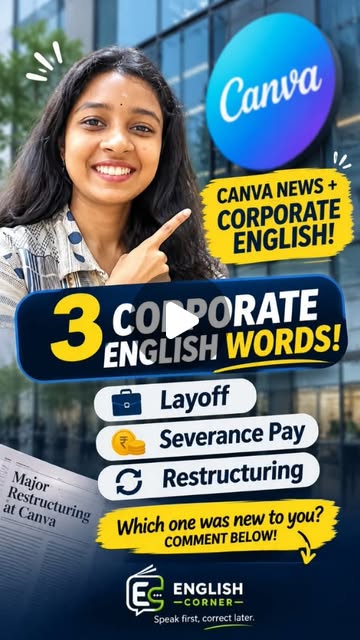 Canva
CANVA NEWS +
CORPORATE
ENGLISH!
3 CORPORATE
ENGLISH WORDS!
Layoff
₹
Severance Pay
Restructuring
Major
Restructuring
at Canva
Which one was new to you?
COMMENT BELOW!
EC
ENGLISH
CORNER
Speak first, correct later.